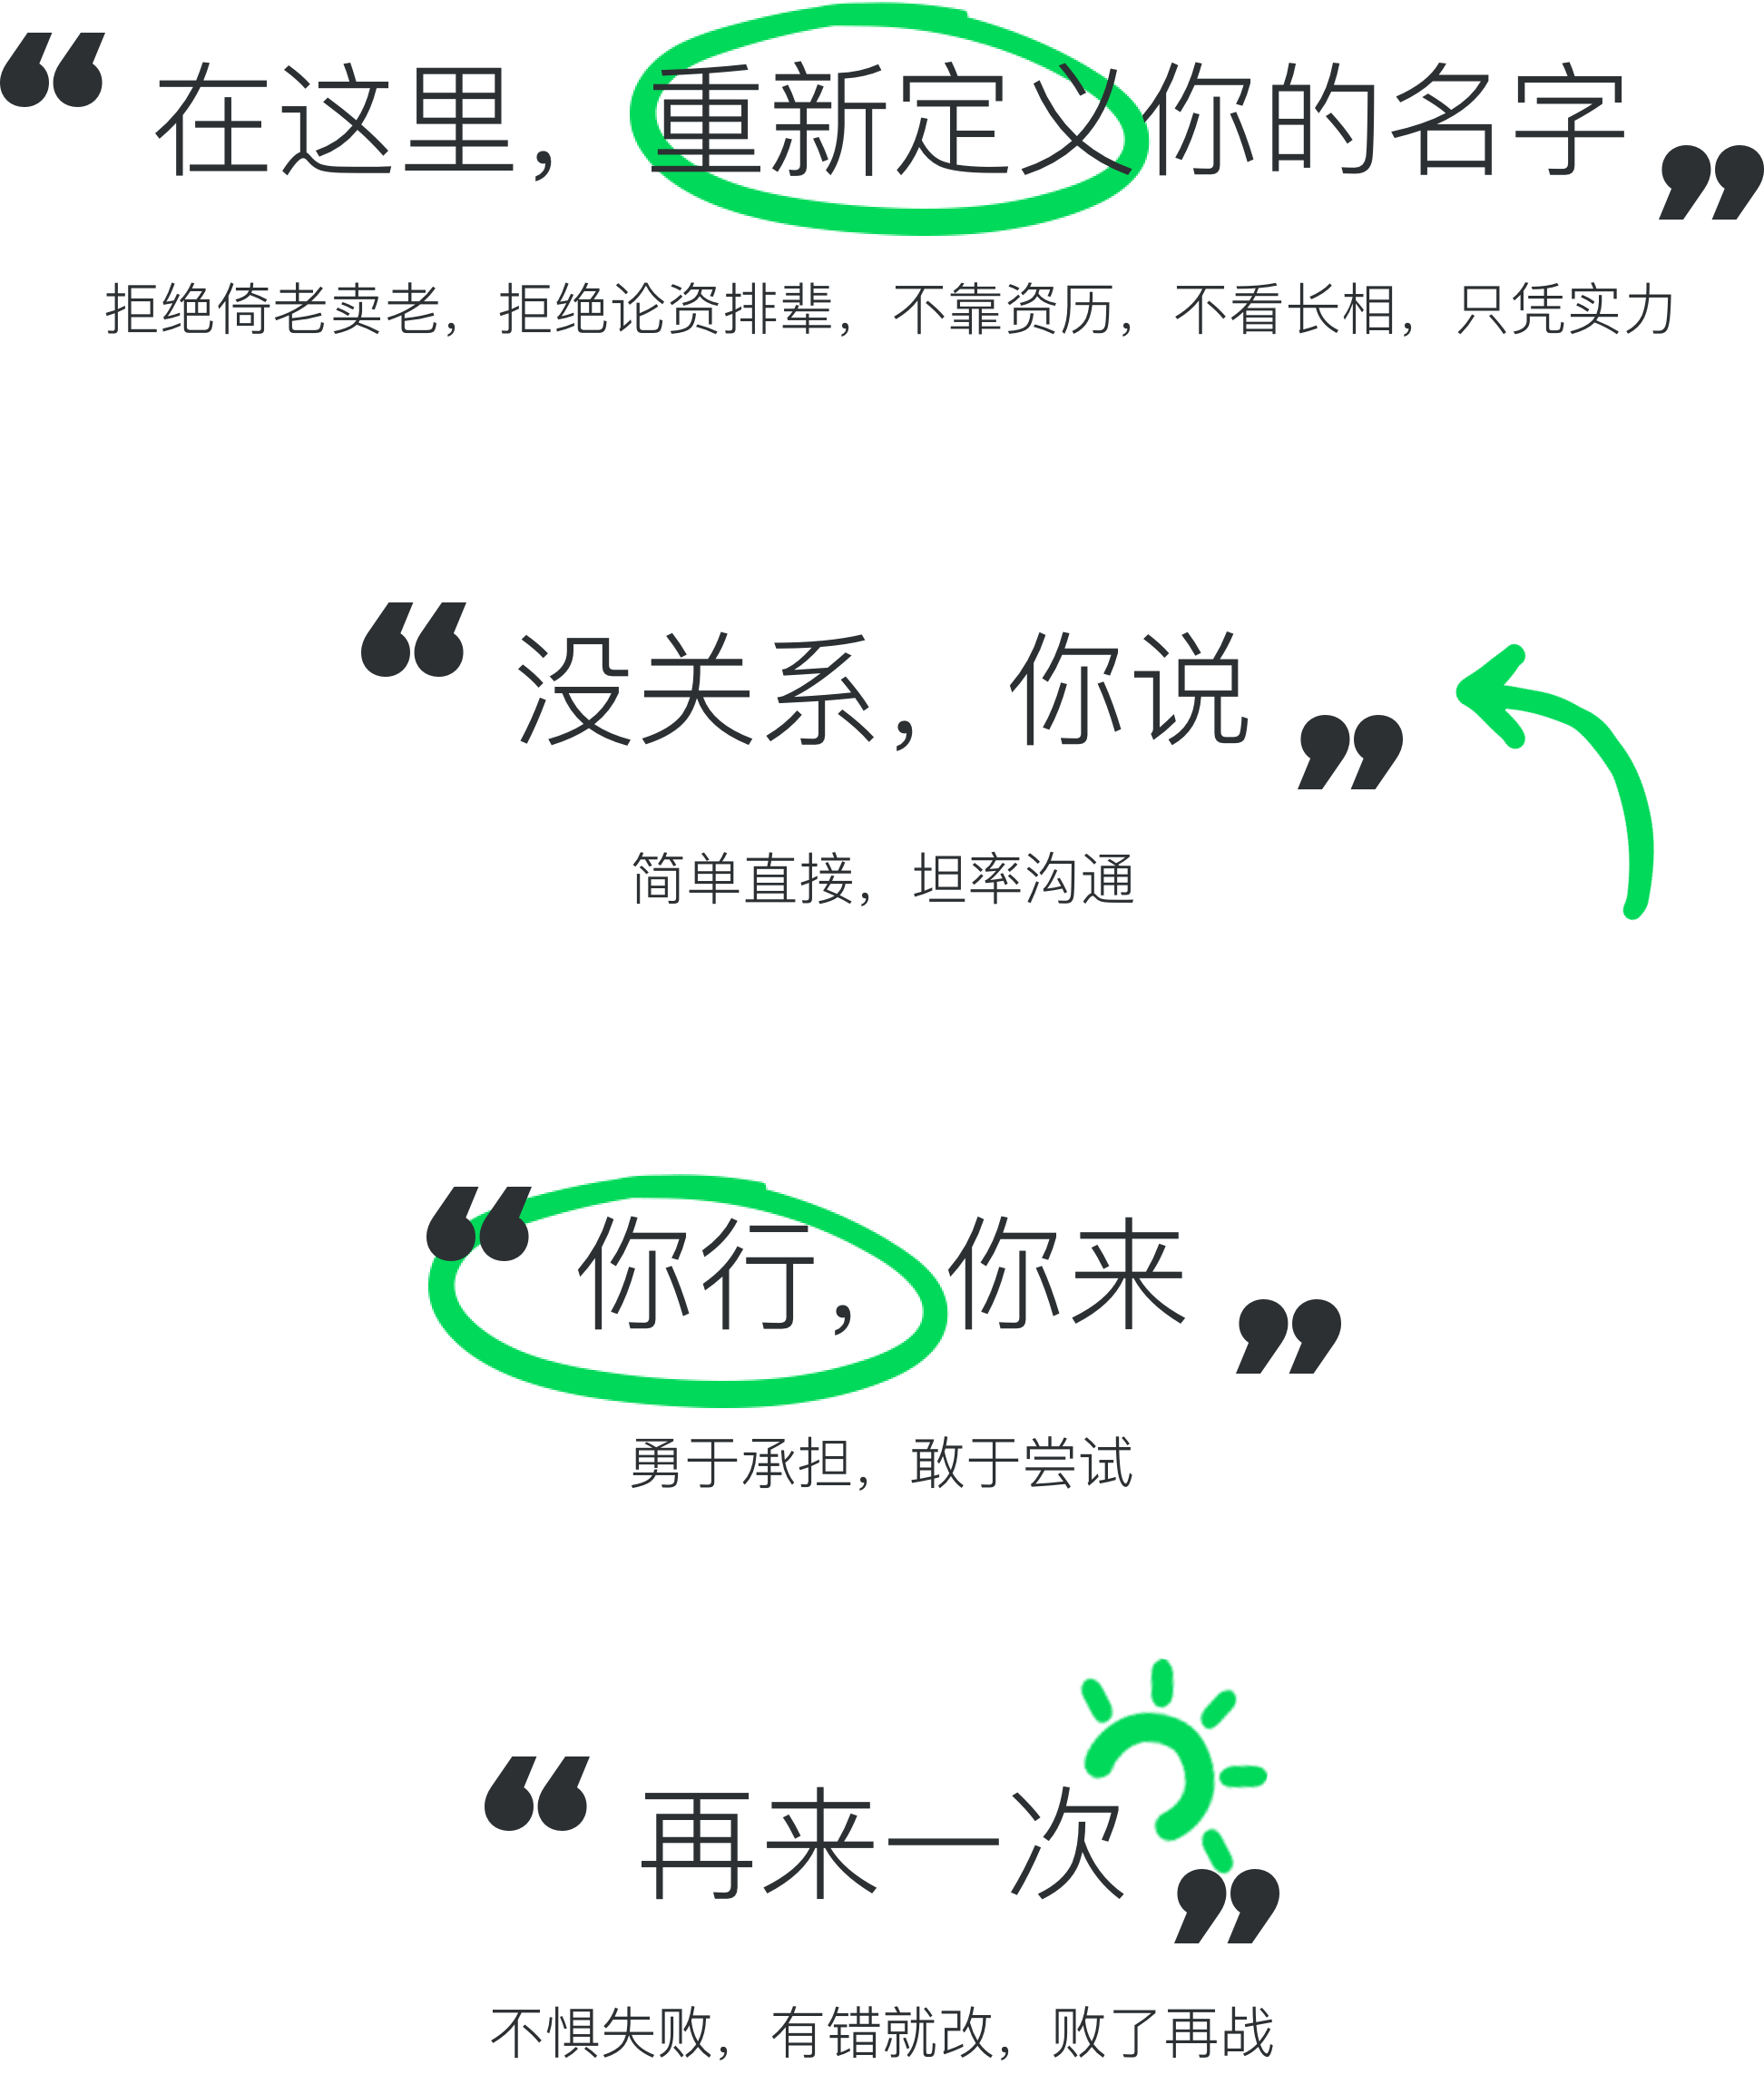 “在这里，重新定义你的名字”
拒绝倚老卖老，拒绝论资排辈，不靠资历，不看长相，只凭实力
“没关系，你说”
简单直接，坦率沟通
“你行，你来”
勇于承担，敢于尝试
“再来一次”
不惧失败，有错就改，败了再战